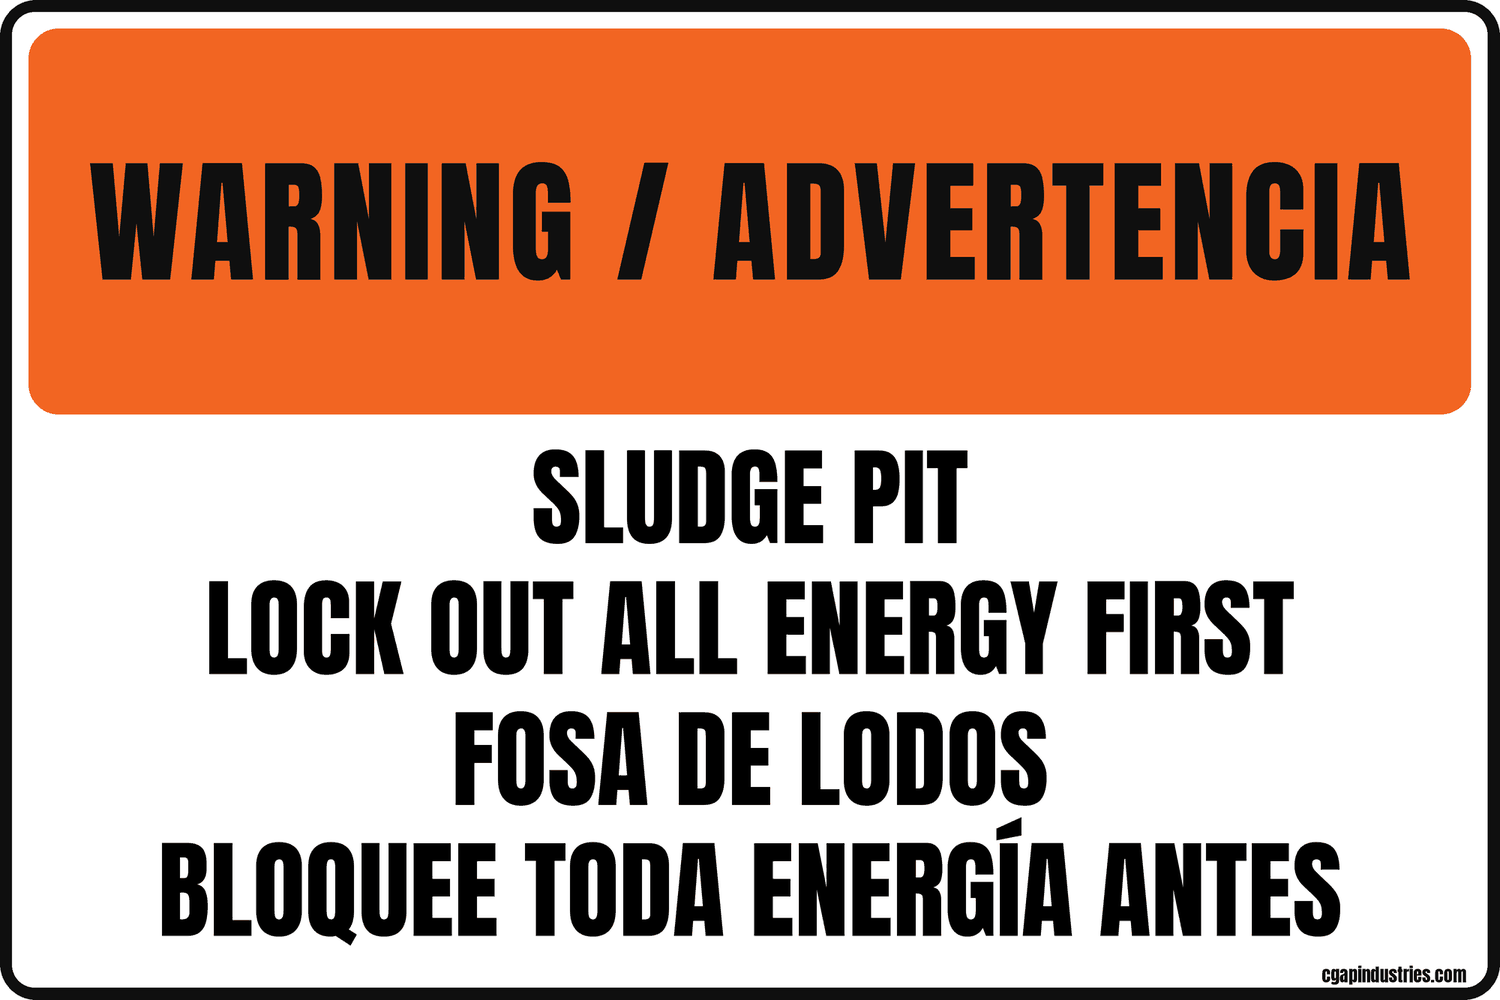 WARNING / ADVERTENCIA
SLUDGE PIT
LOCK OUT ALL ENERGY FIRST
FOSA DE LODOS
BLOQUEE TODA ENERGÍA ANTES
cgapindustries.com